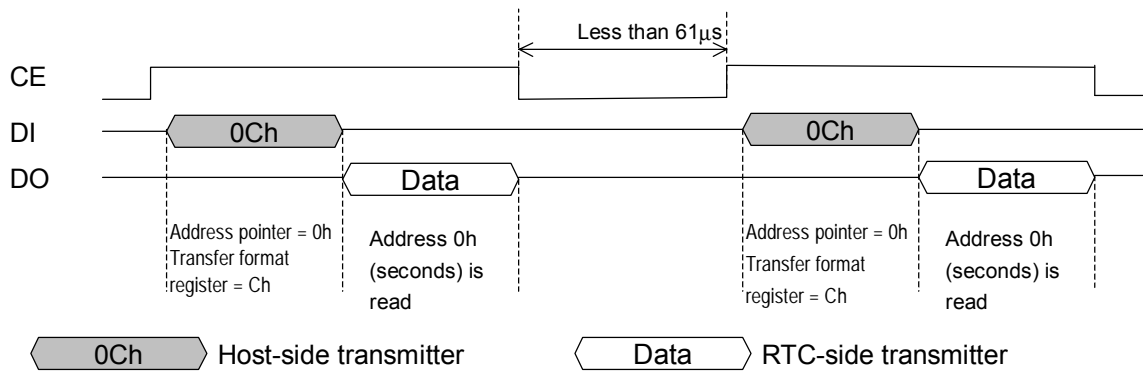 Less than 61μs
CE
DI
0Ch
0Ch
DO
Data
Data
Address pointer = 0h
Transfer format
register = Ch
Address 0h
(seconds) is
read
Address pointer = 0h
Transfer format
register = Ch
Address 0h
(seconds) is
read
0Ch Host-side transmitter
Data RTC-side transmitter